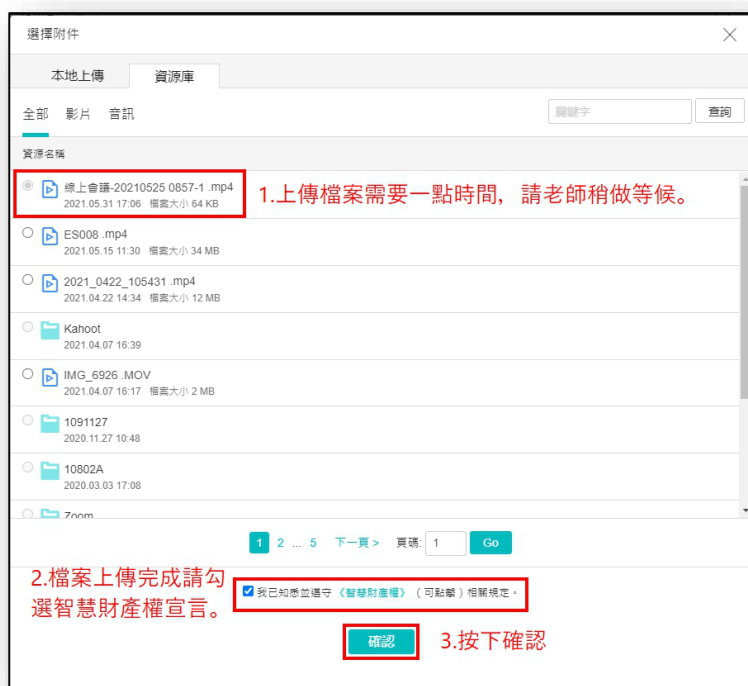 選擇附件
本地上傳 資源庫
全部 影片 音訊 關鍵字 查詢
資源名稱
線上會議-20210525 0857-1 .mp4
2021.05.31 17:06 檔案大小 64 KB
1.上傳檔案需要一點時間，請老師稍做等候。
ES008 .mp4
2021.05.15 11:30 檔案大小 34 MB
2021_0422_105431 .mp4
2021.04.22 14:34 檔案大小 12 MB
Kahoot
2021.04.07 16:39
IMG_6926 .MOV
2021.04.07 16:17 檔案大小 2 MB
1091127
2020.11.27 10:48
10802A
2020.03.03 17:08
Zoom
1 2 ... 5 下一頁 > 頁碼: 1 Go
2.檔案上傳完成請勾
選智慧財產權宣言。
我已知悉並遵守《智慧財產權》（可點擊）相關規定。
確認 3.按下確認